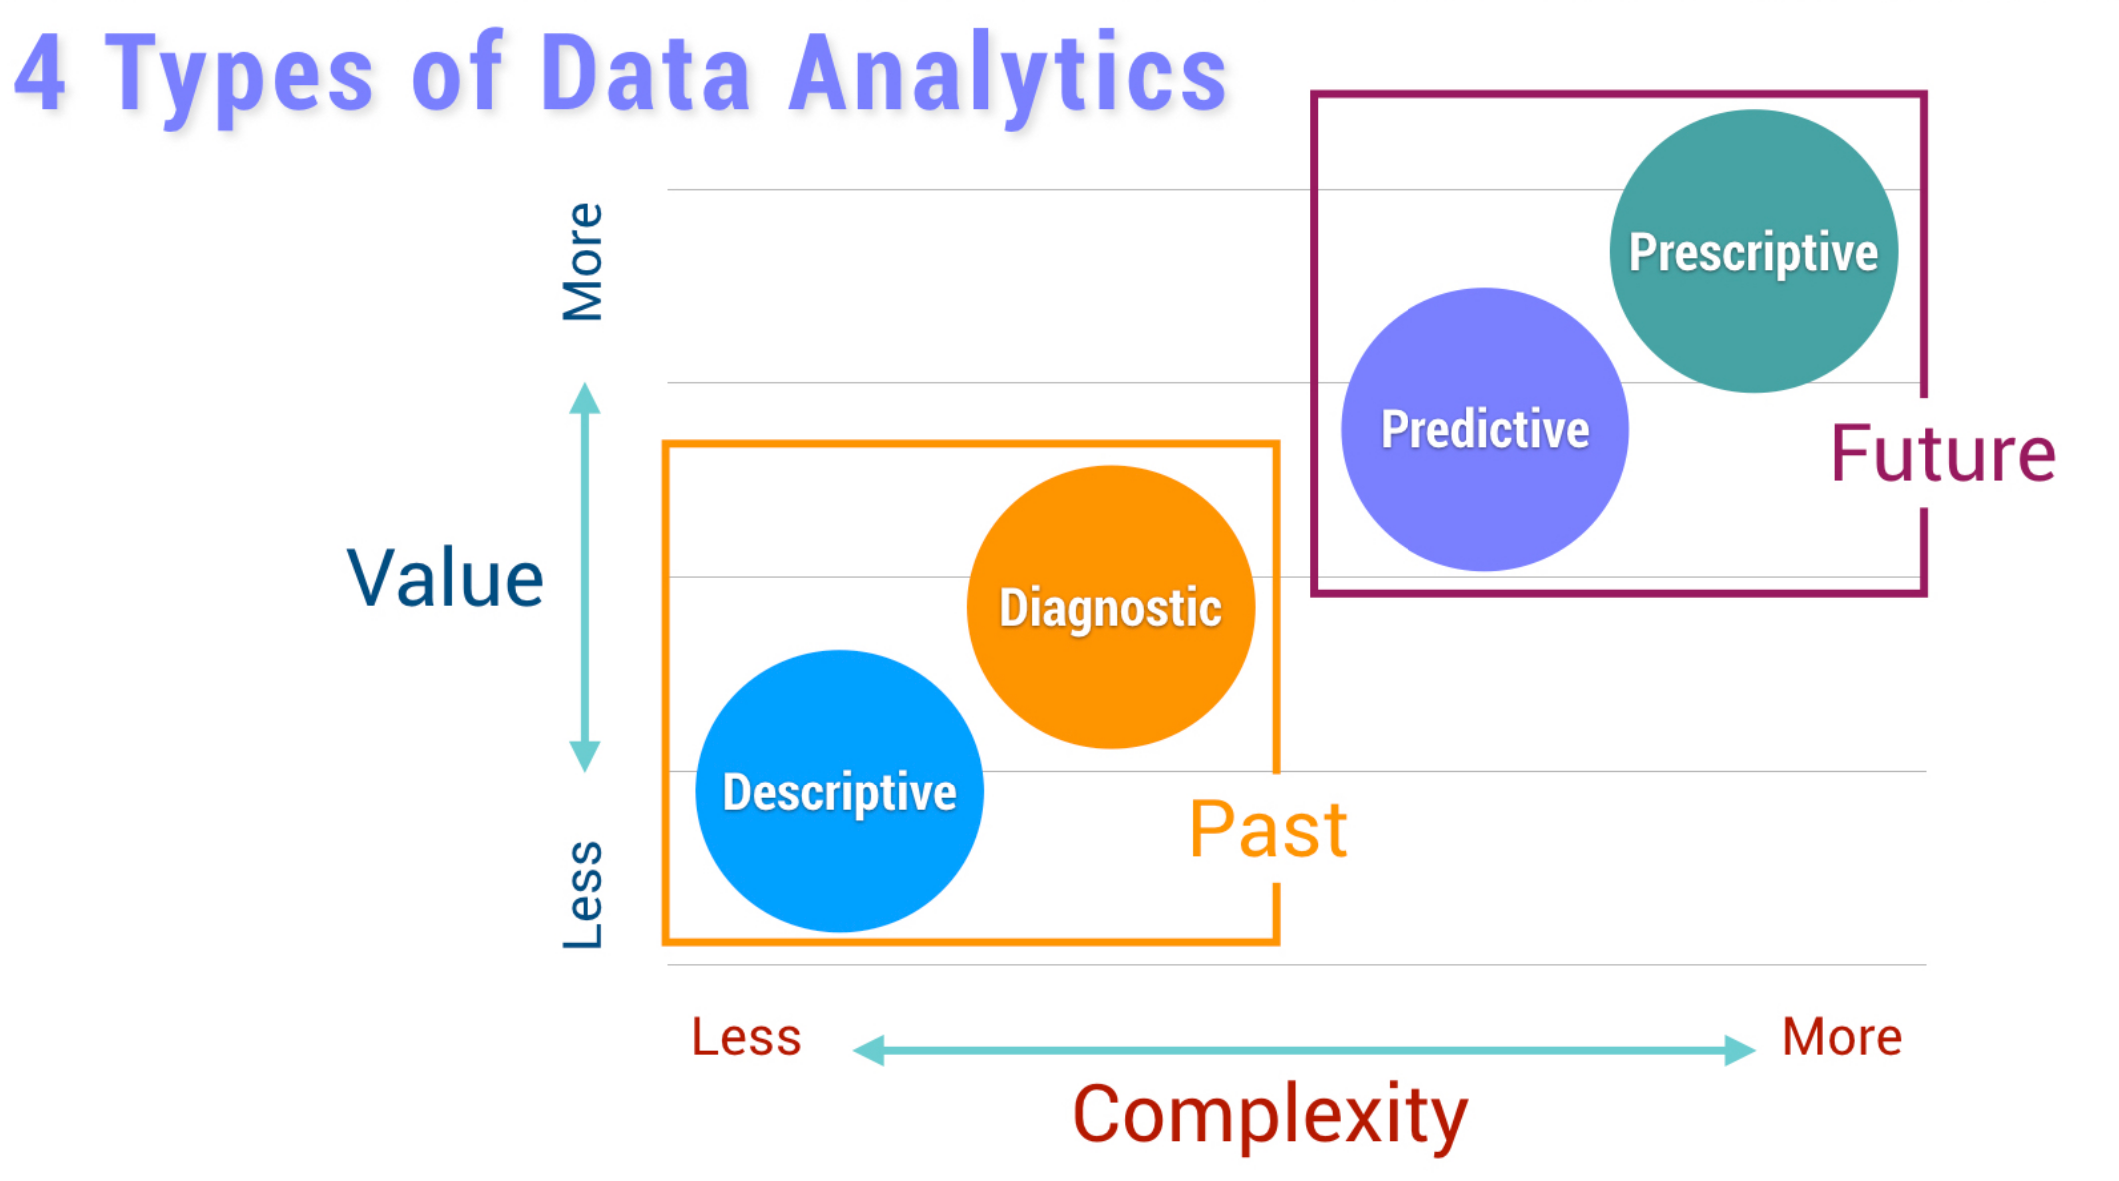 4 Types of Data Analytics
More
Prescriptive
Predictive
Future
Value
Diagnostic
Descriptive
Past
Less
Less
More
Complexity